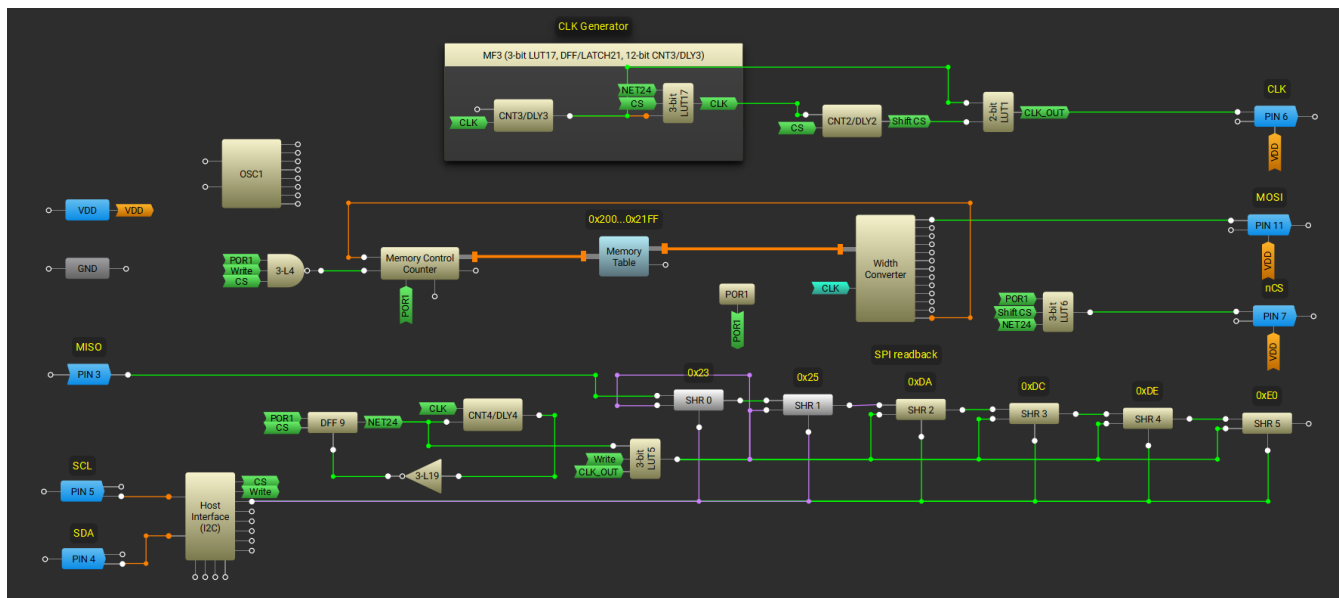 CLK Generator
MF3 (3-bit LUT17, DFF/LATCH21, 12-bit CNT3/DLY3)
NET24
CS
3-bit
LUT17
CLK
CLK
CNT3/DLY3
CS
CNT2/DLY2
Shift CS
2-bit
LUT1
CLK_OUT
CLK
PIN 6
VDD
OSC1
VDD
VDD
GND
POR1
Write
CS
3-L4
Memory Control
Counter
POR1
0x200...0x21FF
Memory
Table
POR1
POR1
CLK
Width
Converter
MOSI
PIN 11
VDD
nCS
POR1
Shift CS
NET24
3-bit
LUT6
PIN 7
VDD
MISO
PIN 3
SPI readback
0x23
SHR 0
0x25
SHR 1
0xDA
SHR 2
0xDC
SHR 3
0xDE
SHR 4
0xE0
SHR 5
POR1
CS
DFF 9
NET24
CLK
CNT4/DLY4
3-L19
Write
CLK_OUT
3-bit
LUT5
SCL
PIN 5
SDA
PIN 4
Host
Interface
(I2C)
CS
Write